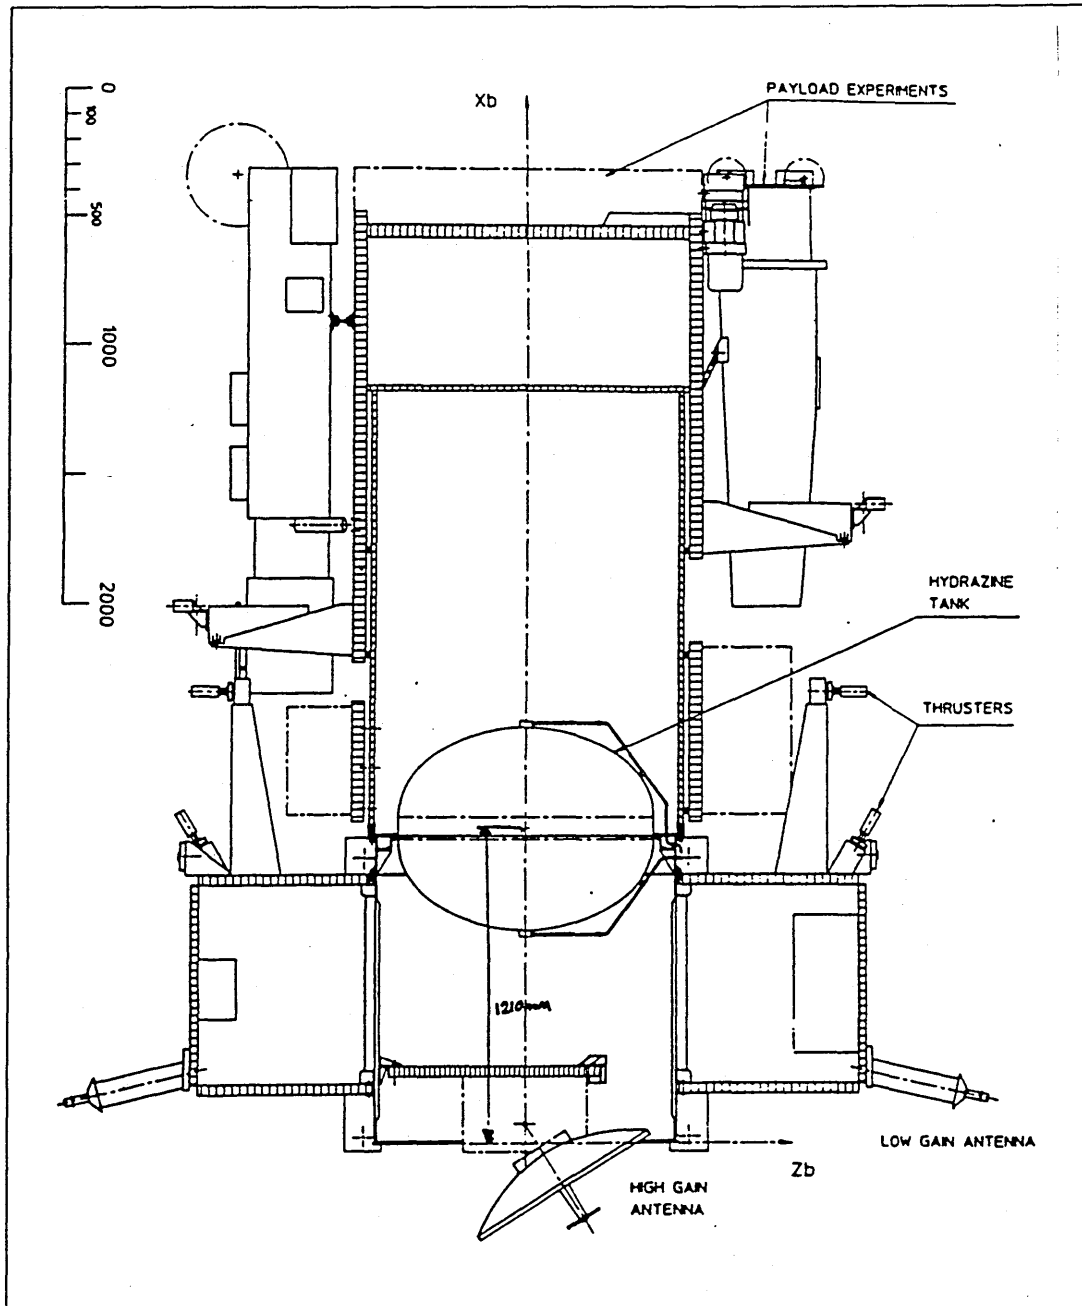 PAYLOAD EXPERIMENTS
Xb
0
100
500
1000
2000
HYDRAZINE
TANK
THRUSTERS
1210mm
LOW GAIN ANTENNA
Zb
HIGH GAIN
ANTENNA